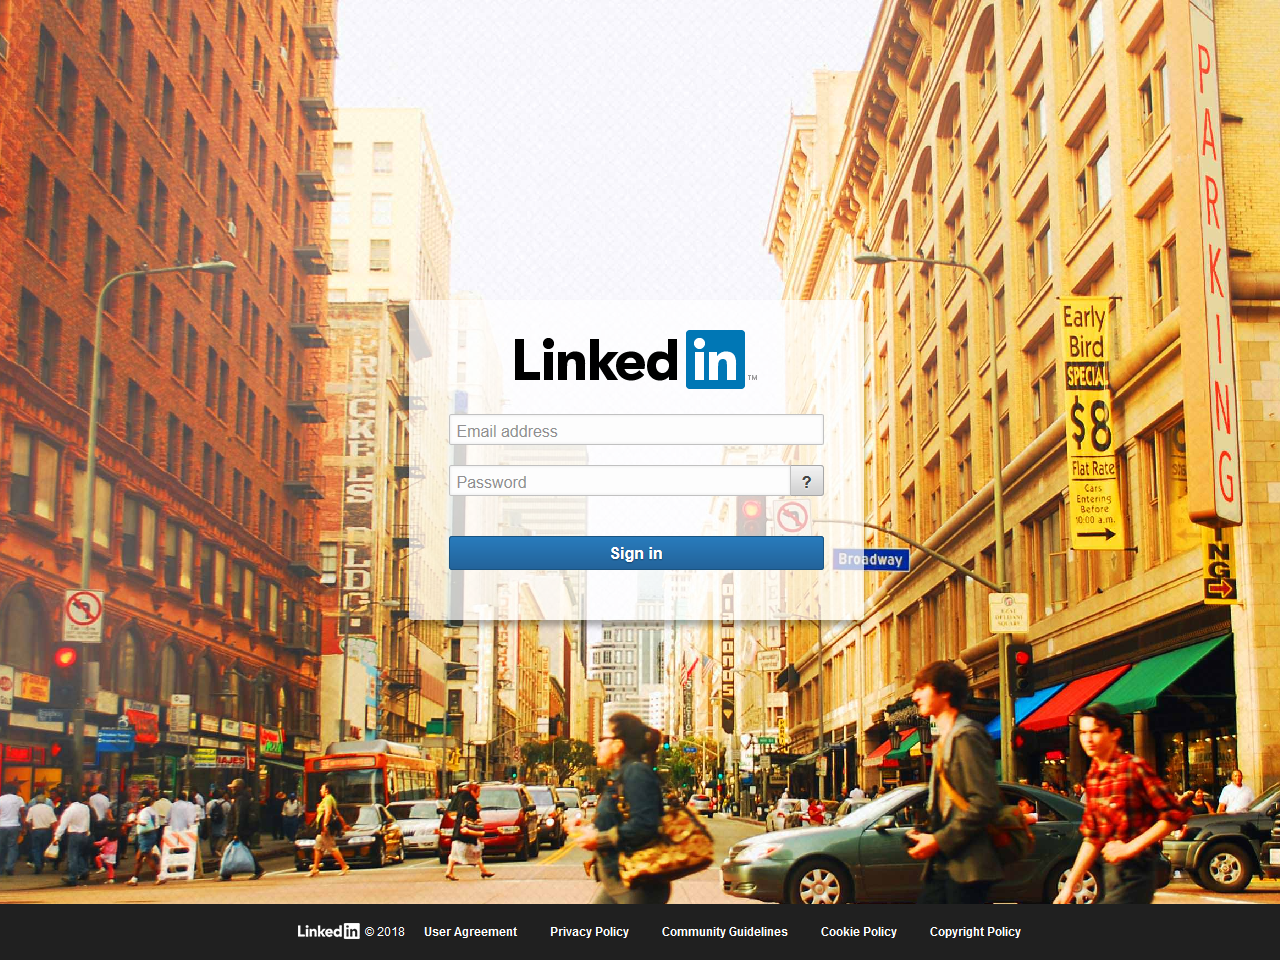 PARKING
Early
Bird
SPECIAL
$8
Flat Rate
Cars
Entering
Before
10:00 a.m.
Linked in ™
Email address
Password
?
Sign in
Broadway
Linked in © 2018
User Agreement
Privacy Policy
Community Guidelines
Cookie Policy
Copyright Policy